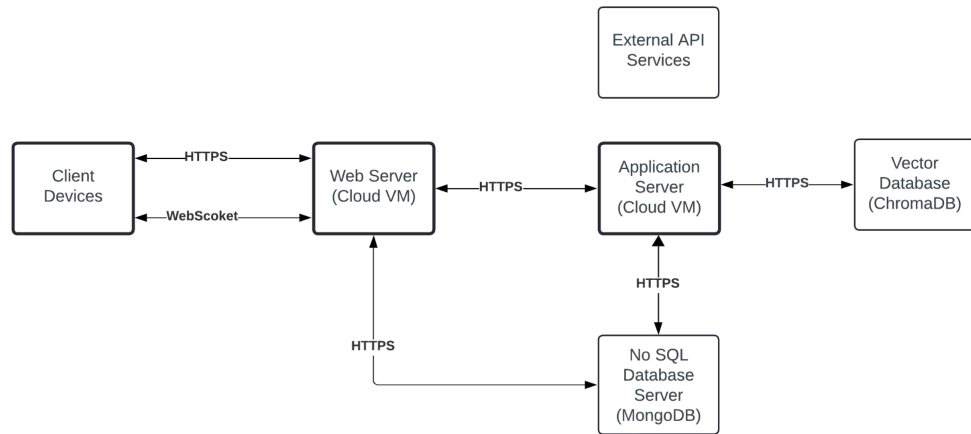 External API
Services
HTTPS
Client
Devices
WebScoket
Web Server
(Cloud VM)
HTTPS
Application
Server
(Cloud VM)
HTTPS
Vector
Database
(ChromaDB)
HTTPS
HTTPS
No SQL
Database
Server
(MongoDB)